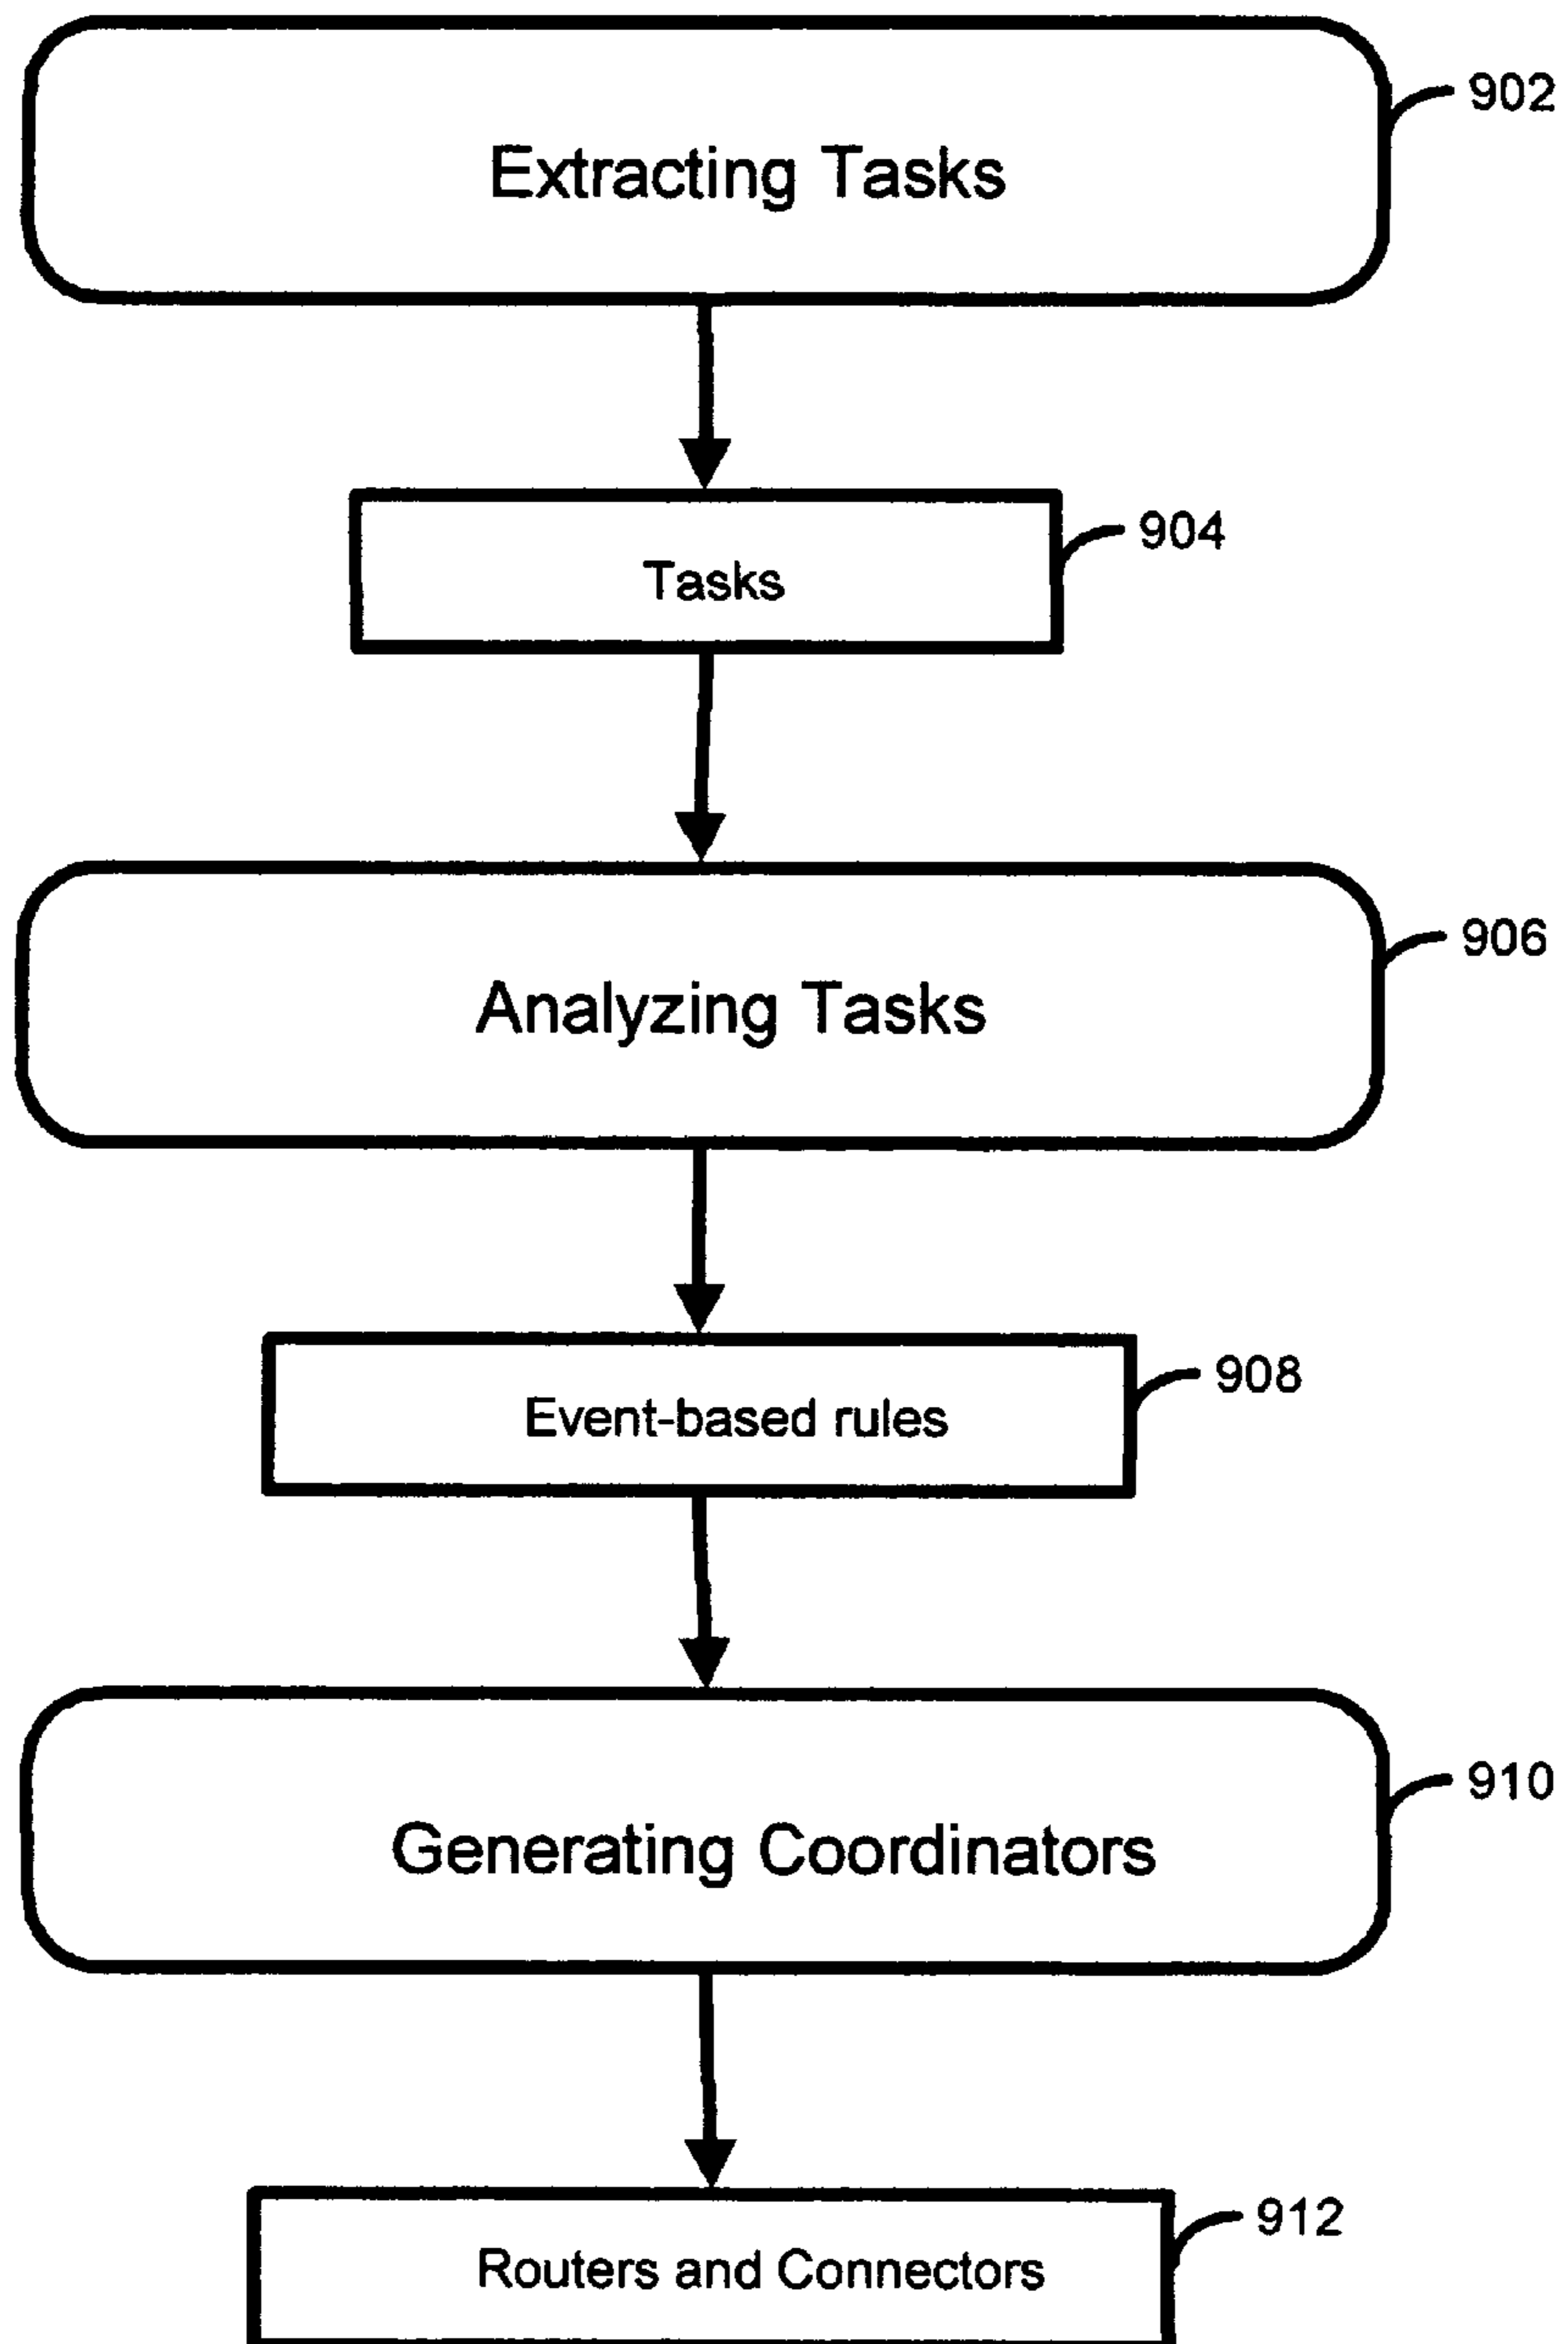 902
Extracting Tasks
904
Tasks
906
Analyzing Tasks
908
Event-based rules
910
Generating Coordinators
912
Routers and Connectors